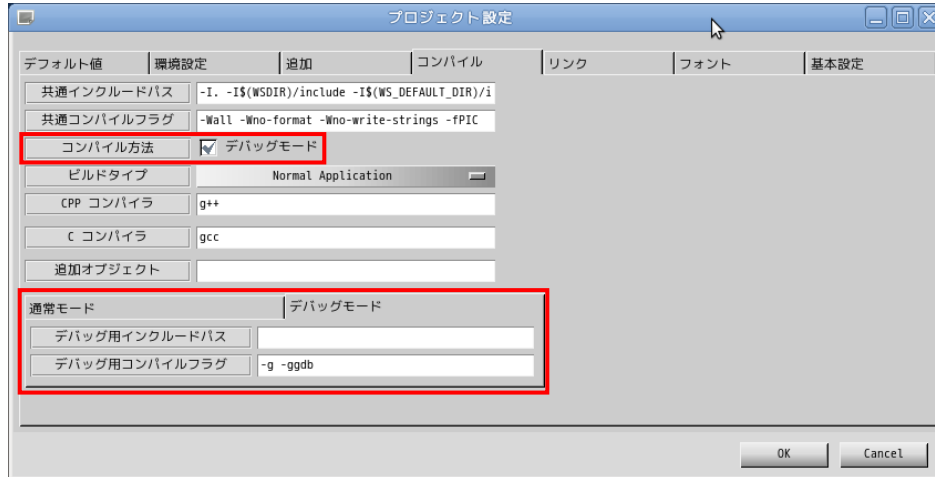 プロジェクト設定
デフォルト値 環境設定 追加 コンパイル リンク フォント 基本設定
共通インクルードパス -I. -I$(WSDIR)/include -I$(WS_DEFAULT_DIR)/i
共通コンパイルフラグ -Wall -Wno-format -Wno-write-strings -fPIC
コンパイル方法 デバッグモード
ビルドタイプ Normal Application
CPP コンパイラ g++
C コンパイラ gcc
追加オブジェクト
通常モード デバッグモード
デバッグ用インクルードパス
デバッグ用コンパイルフラグ -g -ggdb
OK Cancel